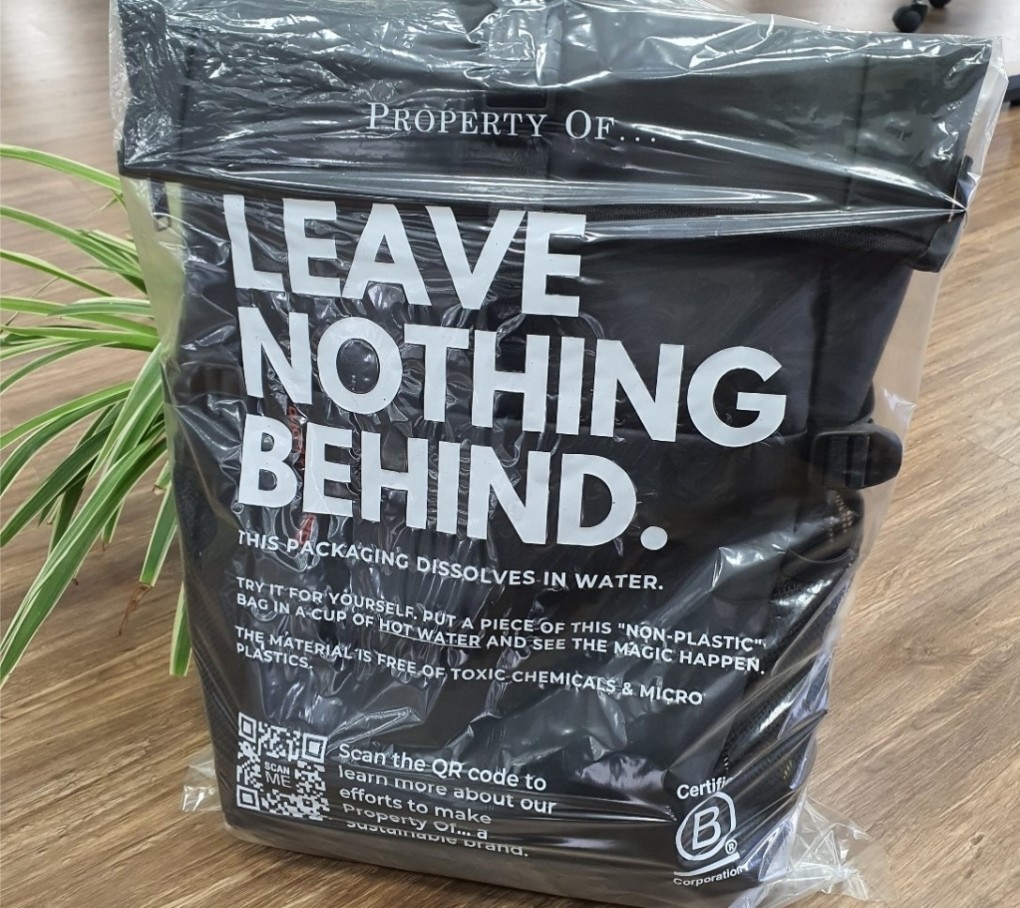 PROPERTY OF...
LEAVE
NOTHING
BEHIND.
THIS PACKAGING DISSOLVES IN WATER.
TRY IT FOR YOURSELF. PUT A PIECE OF THIS "NON-PLASTIC"
BAG IN A CUP OF HOT WATER AND SEE THE MAGIC HAPPEN.
THE MATERIAL IS FREE OF TOXIC CHEMICALS & MICRO
PLASTICS.
SCAN
ME
Scan the QR code to
learn more about our
efforts to make
Property Of... a
sustainable brand.
Certifi
B
®
Corporation